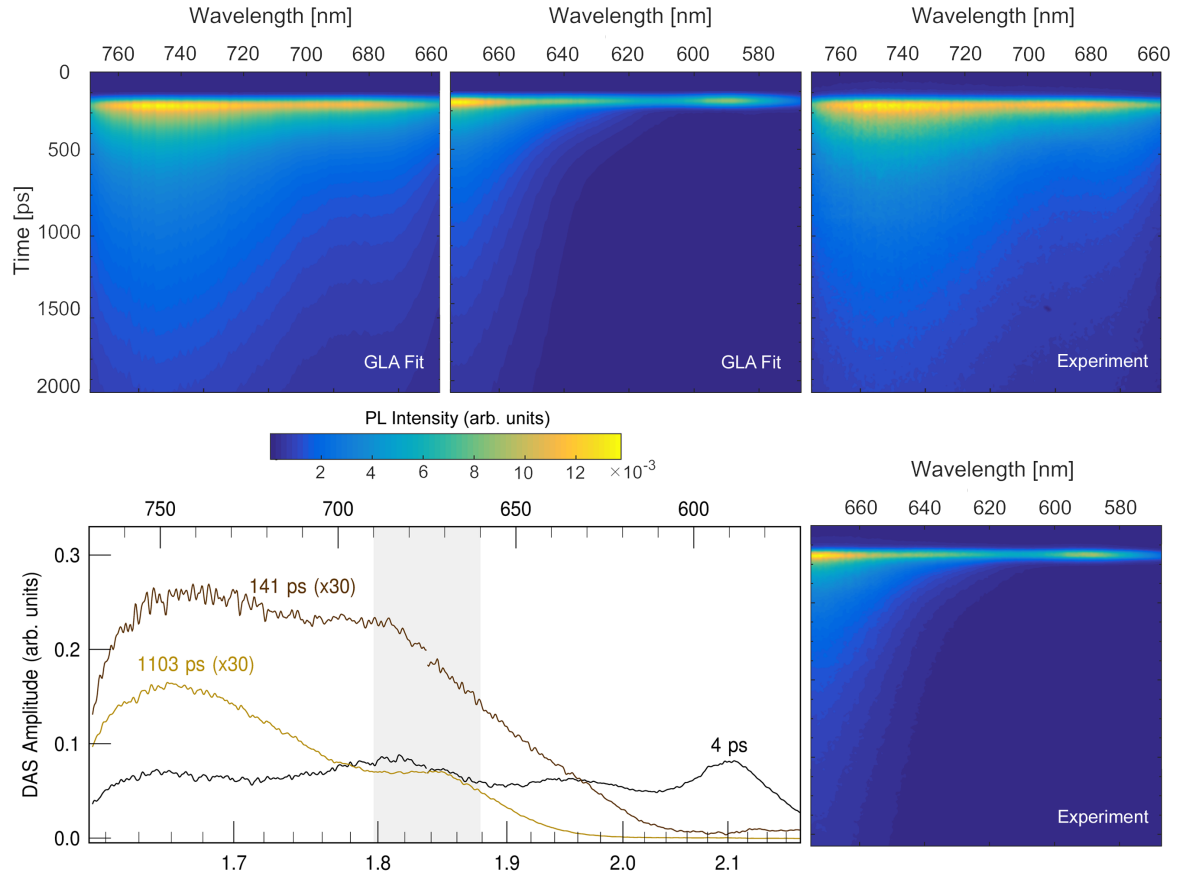 Wavelength [nm] Wavelength [nm] Wavelength [nm]
760 740 720 700 680 660 660 640 620 600 580 760 740 720 700 680 660
0
500
1000
1500
2000
Time [ps]
GLA Fit GLA Fit Experiment
PL Intensity (arb. units)
2 4 6 8 10 12 ×10-3
Wavelength [nm]
660 640 620 600 580
750 700 650 600
0.3
0.2
0.1
0.0
DAS Amplitude (arb. units)
141 ps (x30)
1103 ps (x30)
4 ps
Experiment
1.7 1.8 1.9 2.0 2.1